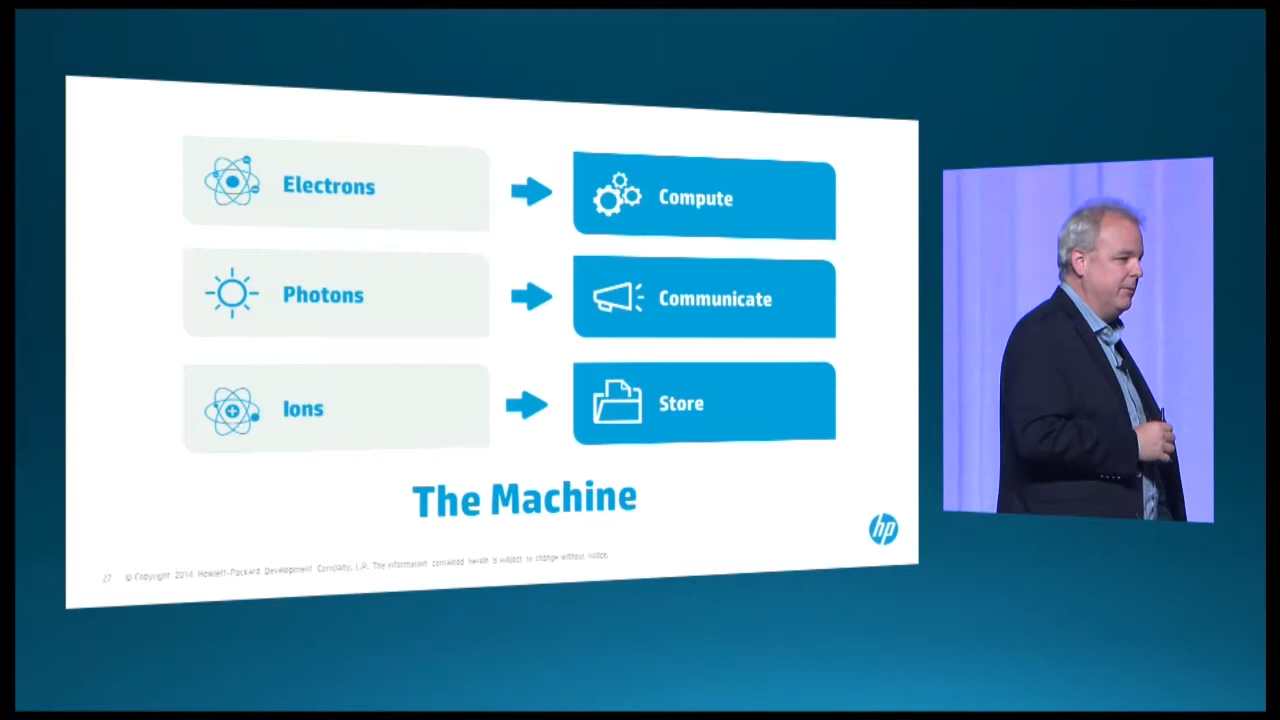 Electrons
Compute
Photons
Communicate
Ions
Store
The Machine
hp
27 © Copyright 2014 Hewlett-Packard Development Company, L.P. The information contained herein is subject to change without notice.